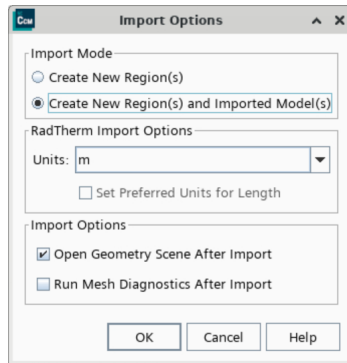 CCM
Import Options
Import Mode
Create New Region(s)
Create New Region(s) and Imported Model(s)
RadTherm Import Options
Units: m
Set Preferred Units for Length
Import Options
Open Geometry Scene After Import
Run Mesh Diagnostics After Import
OK Cancel Help